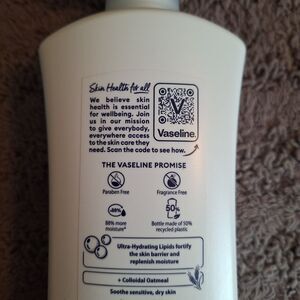 Skin Health for all
We believe skin
health is essential
for wellbeing. Join
us in our mission
to give everybody,
everywhere access
to the skin care they
need. Scan the code to see how.
V
Vaseline.
THE VASELINE PROMISE
Paraben Free
Fragrance Free
+88%
88% more
moisture*
50%
Bottle made of 50%
recycled plastic
Ultra-Hydrating Lipids fortify
the skin barrier and
replenish moisture
+ Colloidal Oatmeal
Soothe sensitive, dry skin